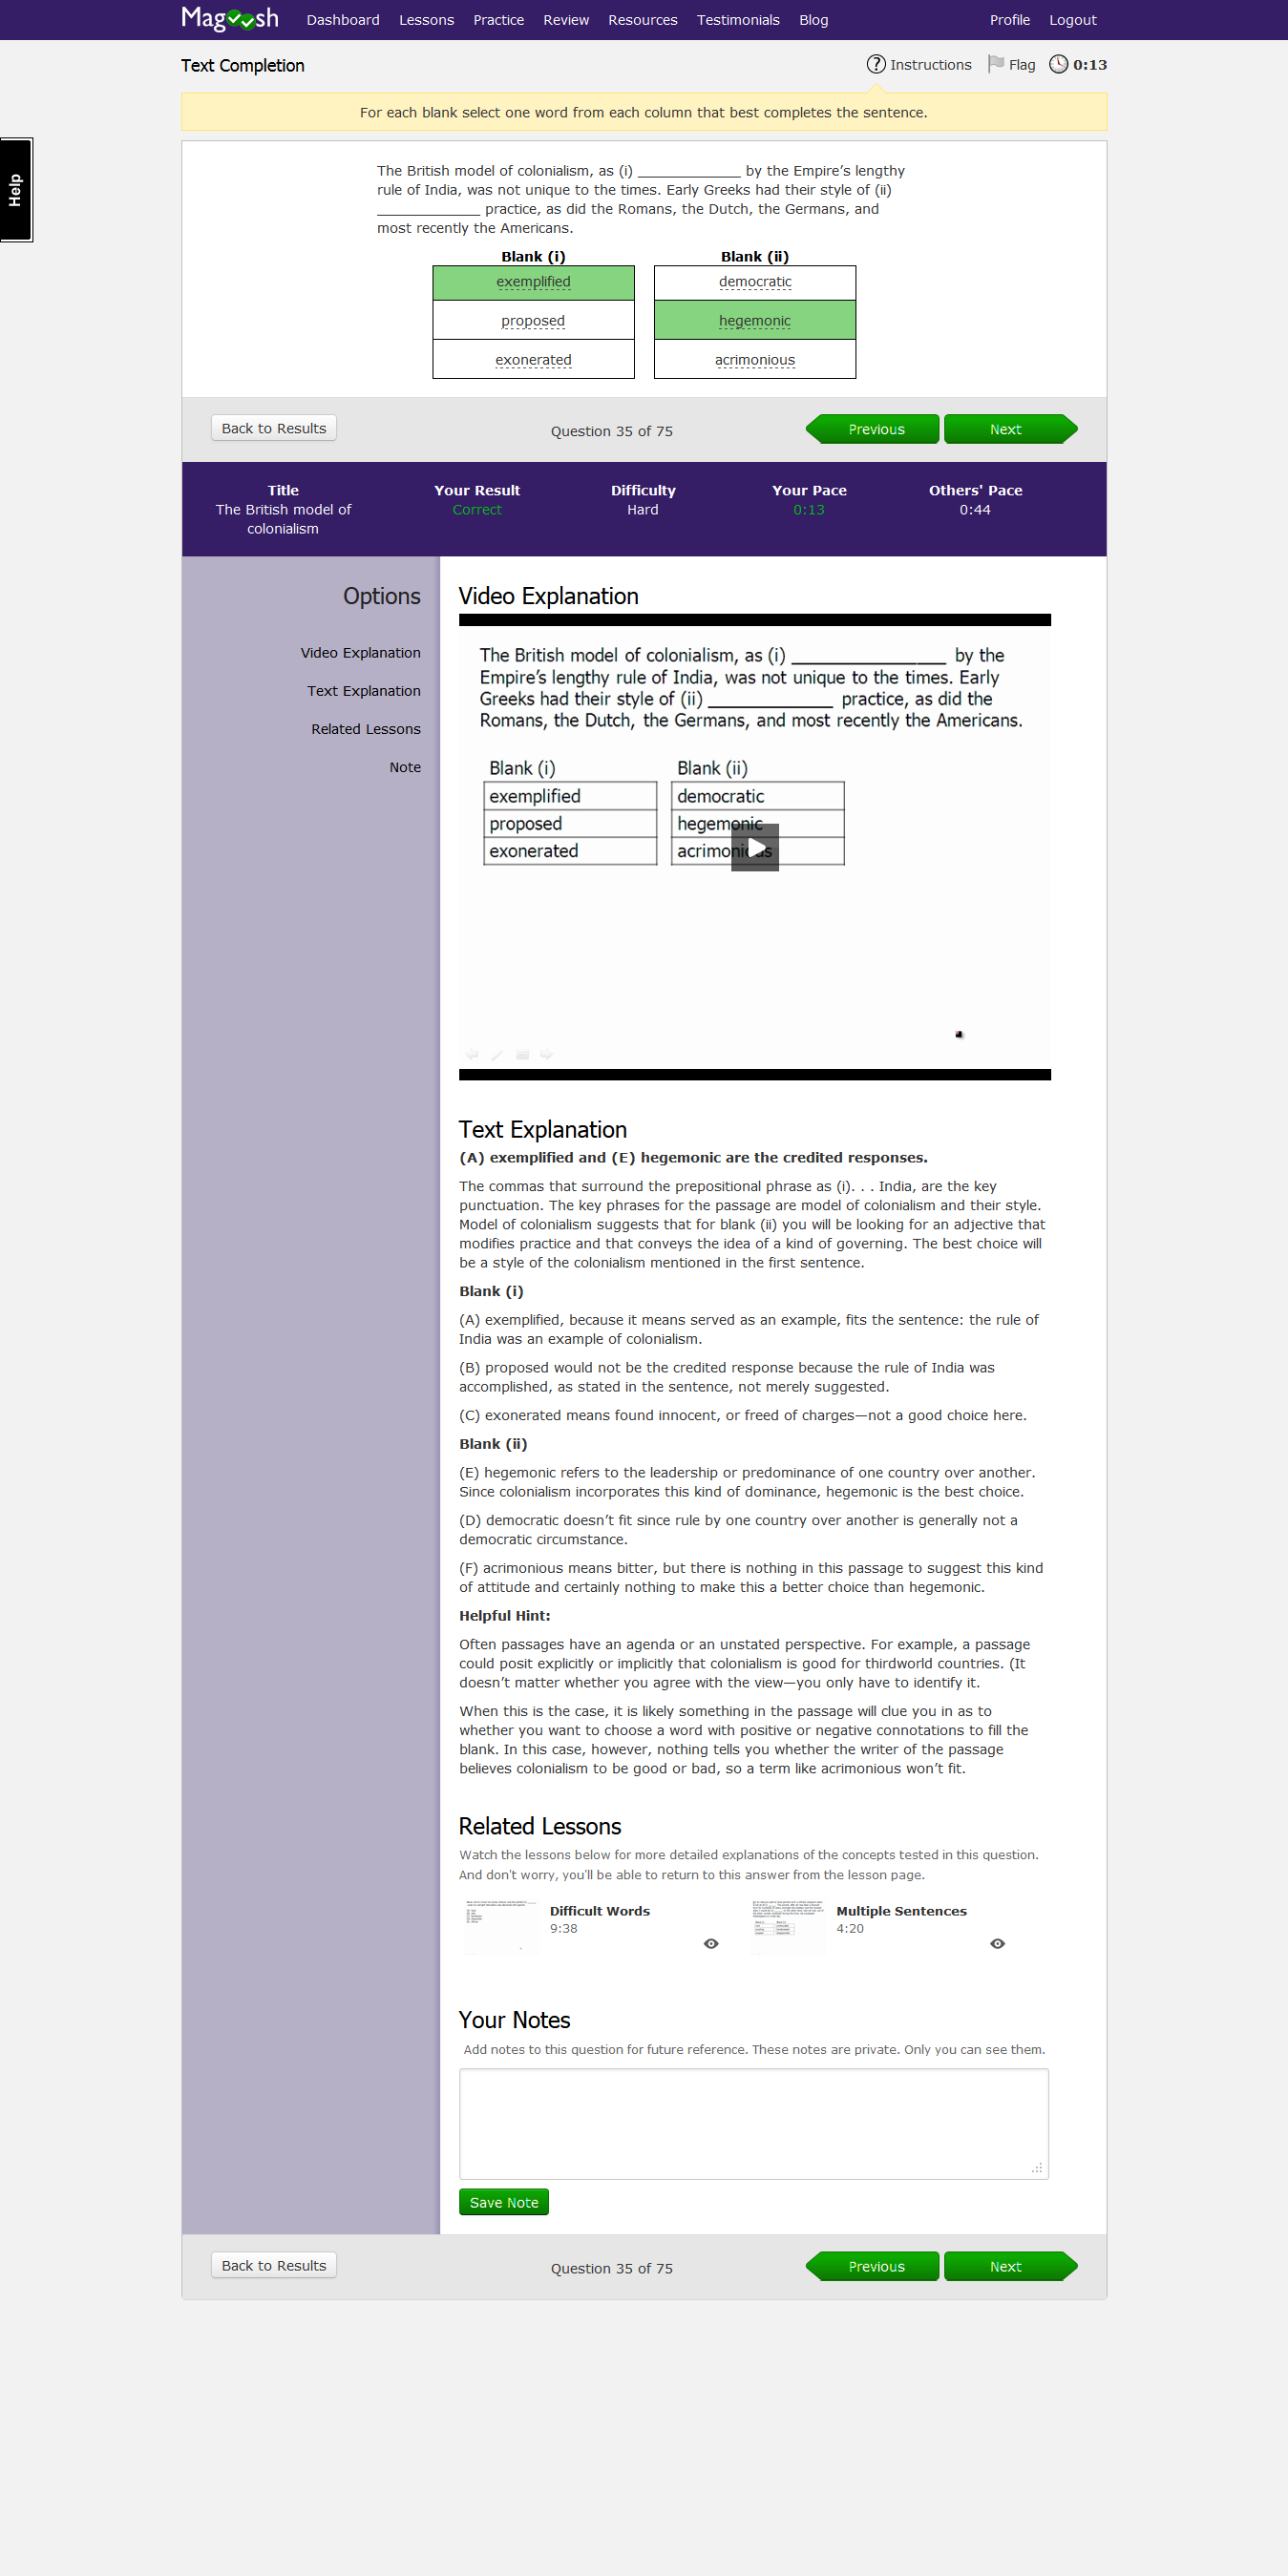 Magoosh Dashboard Lessons Practice Review Resources Testimonials Blog Profile Logout
Text Completion
? Instructions Flag 0:13
For each blank select one word from each column that best completes the sentence.
Help
The British model of colonialism, as (i) _____________ by the Empire’s lengthy
rule of India, was not unique to the times. Early Greeks had their style of (ii)
_____________ practice, as did the Romans, the Dutch, the Germans, and
most recently the Americans.
Blank (i) Blank (ii)
exemplified democratic
proposed hegemonic
exonerated acrimonious
Back to Results Question 35 of 75 Previous Next
Title Your Result Difficulty Your Pace Others' Pace
The British model of Correct Hard 0:13 0:44
colonialism
Options
Video Explanation
Text Explanation
Related Lessons
Note
Video Explanation
The British model of colonialism, as (i) ________________ by the
Empire’s lengthy rule of India, was not unique to the times. Early
Greeks had their style of (ii) _____________ practice, as did the
Romans, the Dutch, the Germans, and most recently the Americans.
Blank (i) Blank (ii)
exemplified democratic
proposed hegemonic
exonerated acrimonious
Text Explanation
(A) exemplified and (E) hegemonic are the credited responses.
The commas that surround the prepositional phrase as (i). . . India, are the key
punctuation. The key phrases for the passage are model of colonialism and their style.
Model of colonialism suggests that for blank (ii) you will be looking for an adjective that
modifies practice and that conveys the idea of a kind of governing. The best choice will
be a style of the colonialism mentioned in the first sentence.
Blank (i)
(A) exemplified, because it means served as an example, fits the sentence: the rule of
India was an example of colonialism.
(B) proposed would not be the credited response because the rule of India was
accomplished, as stated in the sentence, not merely suggested.
(C) exonerated means found innocent, or freed of charges—not a good choice here.
Blank (ii)
(E) hegemonic refers to the leadership or predominance of one country over another.
Since colonialism incorporates this kind of dominance, hegemonic is the best choice.
(D) democratic doesn’t fit since rule by one country over another is generally not a
democratic circumstance.
(F) acrimonious means bitter, but there is nothing in this passage to suggest this kind
of attitude and certainly nothing to make this a better choice than hegemonic.
Helpful Hint:
Often passages have an agenda or an unstated perspective. For example, a passage
could posit explicitly or implicitly that colonialism is good for thirdworld countries. (It
doesn’t matter whether you agree with the view—you only have to identify it.
When this is the case, it is likely something in the passage will clue you in as to
whether you want to choose a word with positive or negative connotations to fill the
blank. In this case, however, nothing tells you whether the writer of the passage
believes colonialism to be good or bad, so a term like acrimonious won’t fit.
Related Lessons
Watch the lessons below for more detailed explanations of the concepts tested in this question.
And don't worry, you'll be able to return to this answer from the lesson page.
Difficult Words Multiple Sentences
9:38 4:20
Your Notes
Add notes to this question for future reference. These notes are private. Only you can see them.
Save Note
Back to Results Question 35 of 75 Previous Next